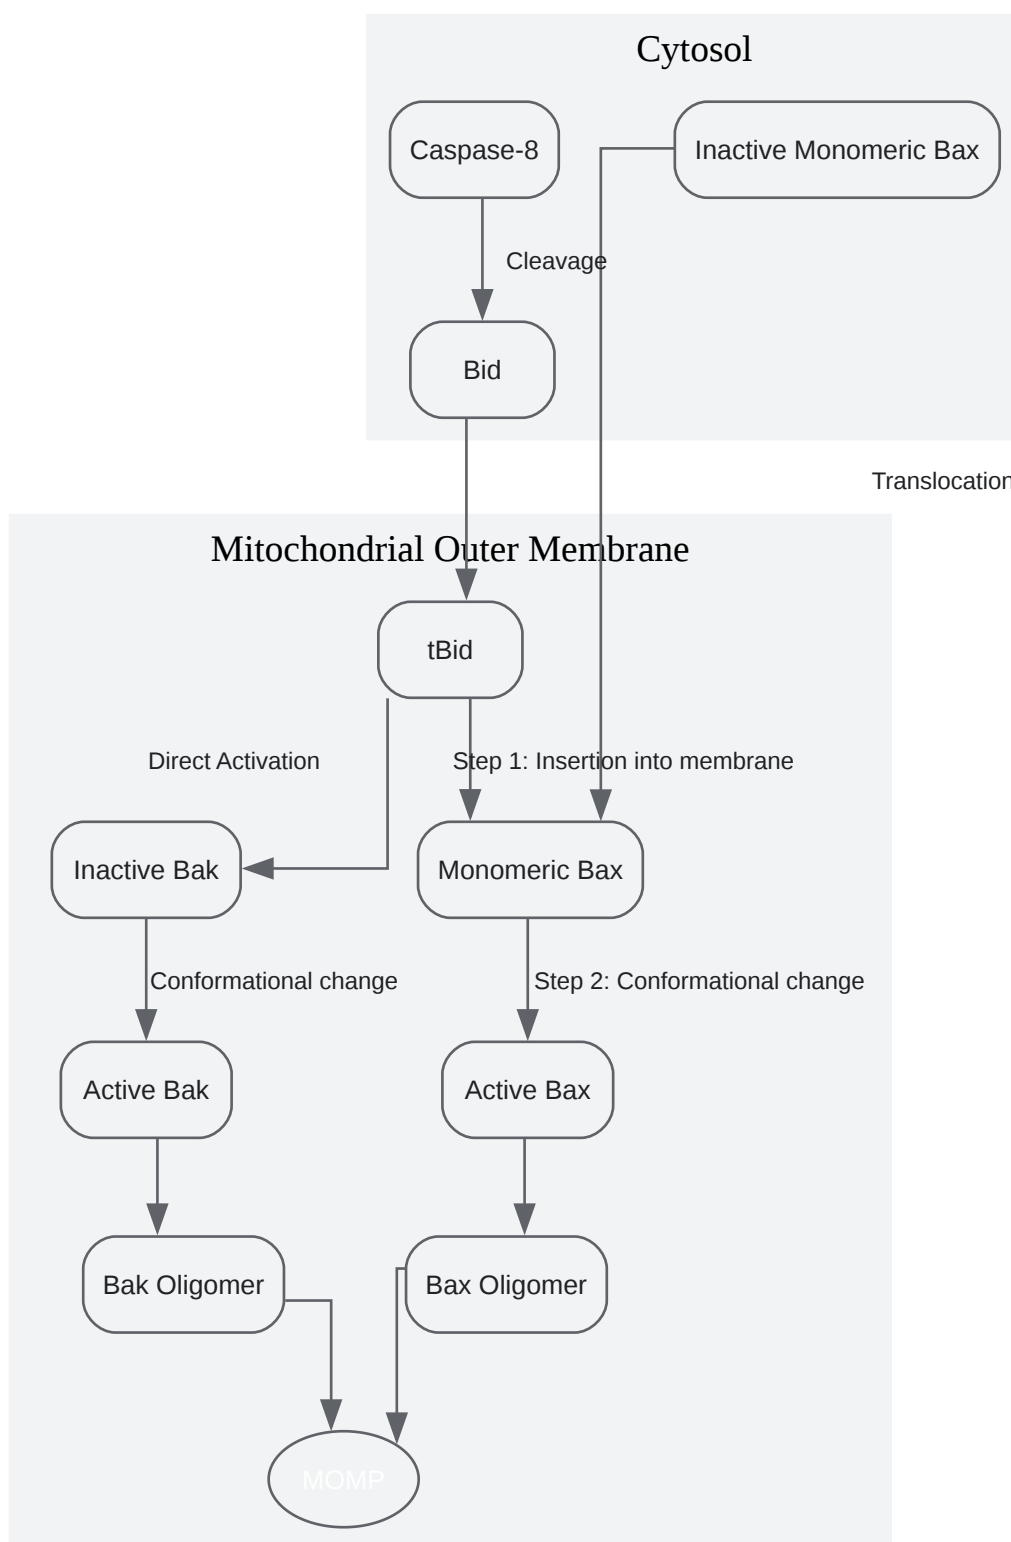 Cytosol
Caspase-8
Inactive Monomeric Bax
Cleavage
Bid
Translocation
Mitochondrial Outer Membrane
tBid
Direct Activation
Step 1: Insertion into membrane
Inactive Bak
Monomeric Bax
Conformational change
Step 2: Conformational change
Active Bak
Active Bax
Bak Oligomer
Bax Oligomer
MOMP